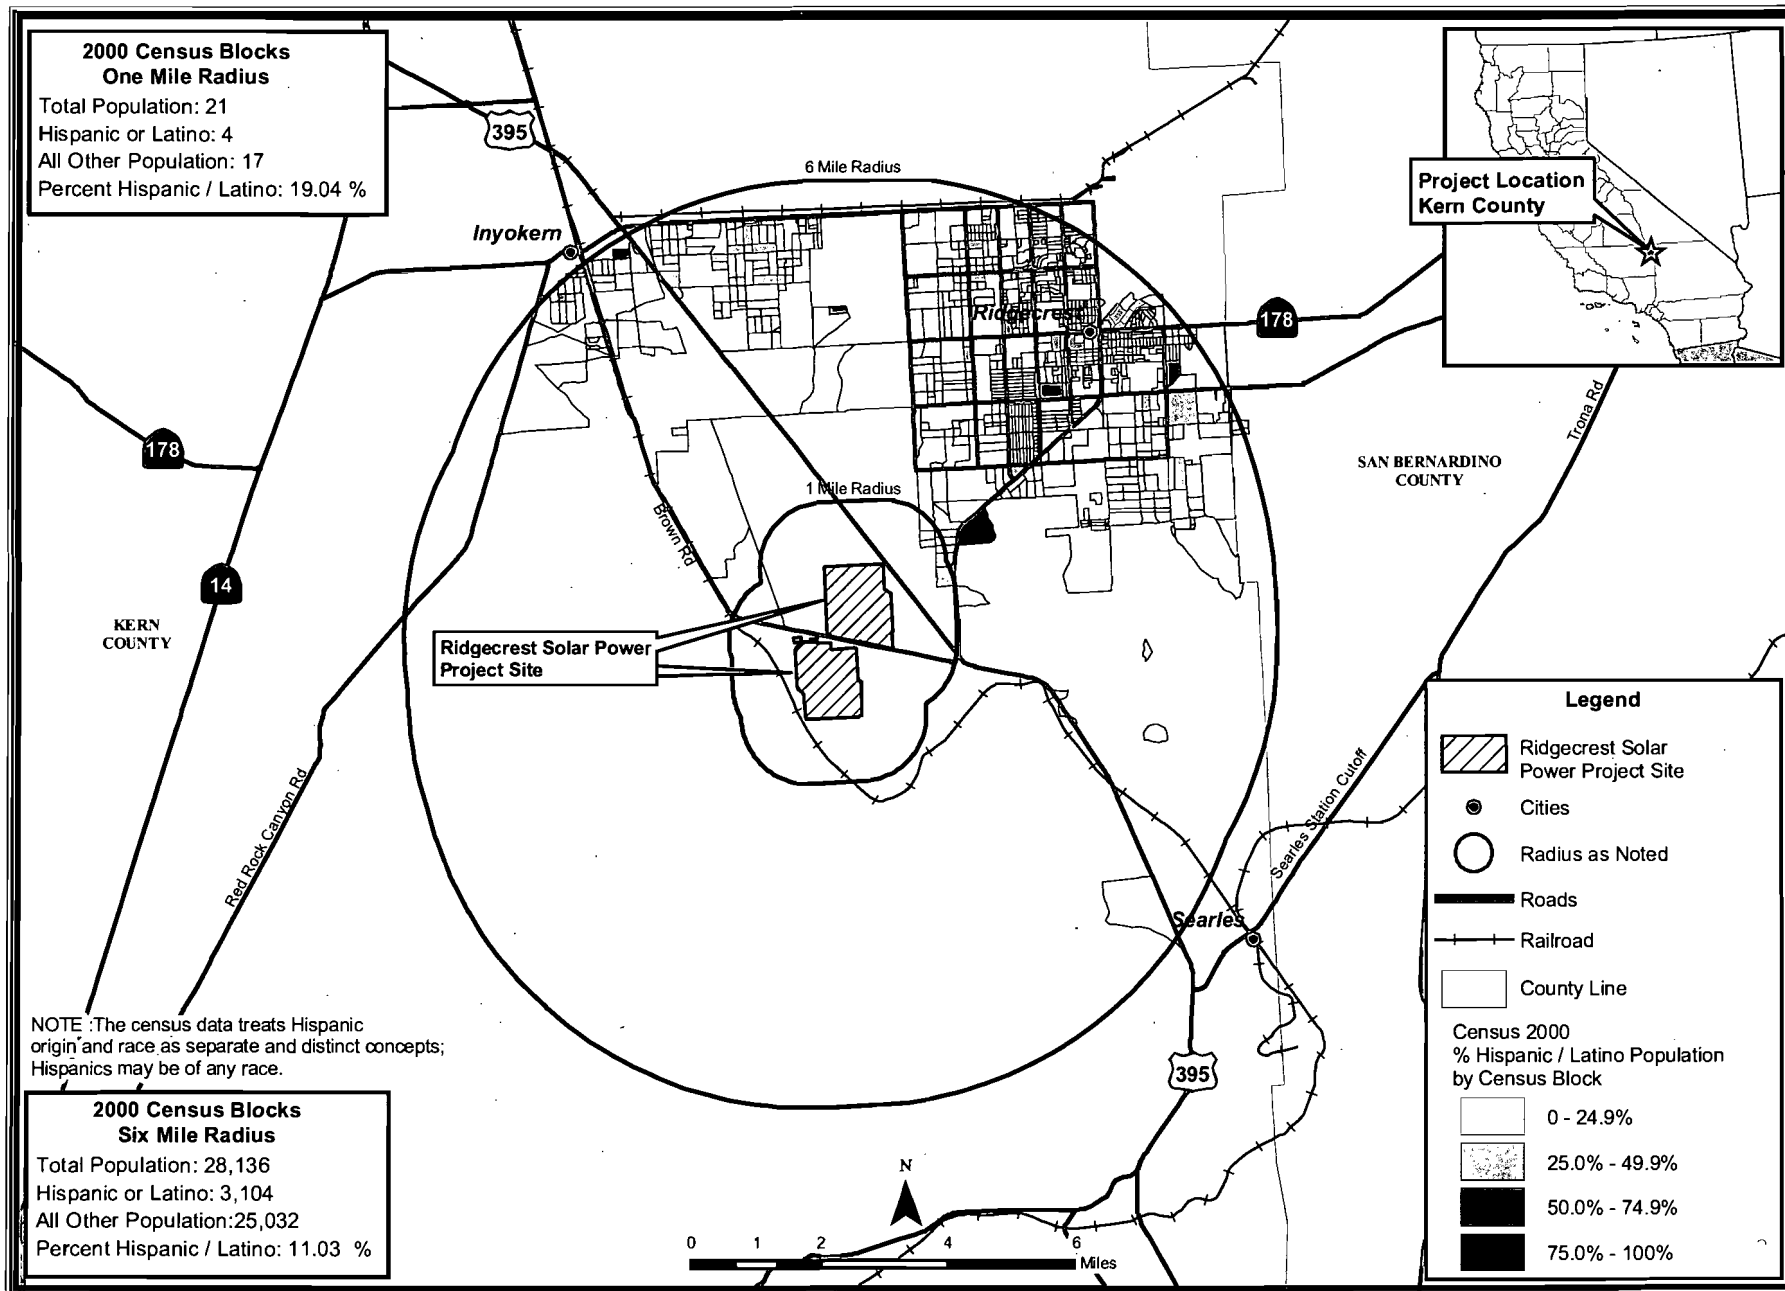 2000 Census Blocks
One Mile Radius
Total Population: 21
Hispanic or Latino: 4
All Other Population: 17
Percent Hispanic / Latino: 19.04 %
395
6 Mile Radius
Inyokern
Ridgecrest
178
Project Location
Kern County
Trona Rd
178
SAN BERNARDINO
COUNTY
1 Mile Radius
Brown Rd
14
KERN
COUNTY
Ridgecrest Solar Power
Project Site
Red Rock Canyon Rd
Searles Station Cutoff
Searles
395
NOTE :The census data treats Hispanic
origin and race as separate and distinct concepts;
Hispanics may be of any race.
2000 Census Blocks
Six Mile Radius
Total Population: 28,136
Hispanic or Latino: 3,104
All Other Population:25,032
Percent Hispanic / Latino: 11.03 %
N
0 1 2 4 6
Miles
Legend
Ridgecrest Solar
Power Project Site
Cities
Radius as Noted
Roads
Railroad
County Line
Census 2000
% Hispanic / Latino Population
by Census Block
0 - 24.9%
25.0% - 49.9%
50.0% - 74.9%
75.0% - 100%